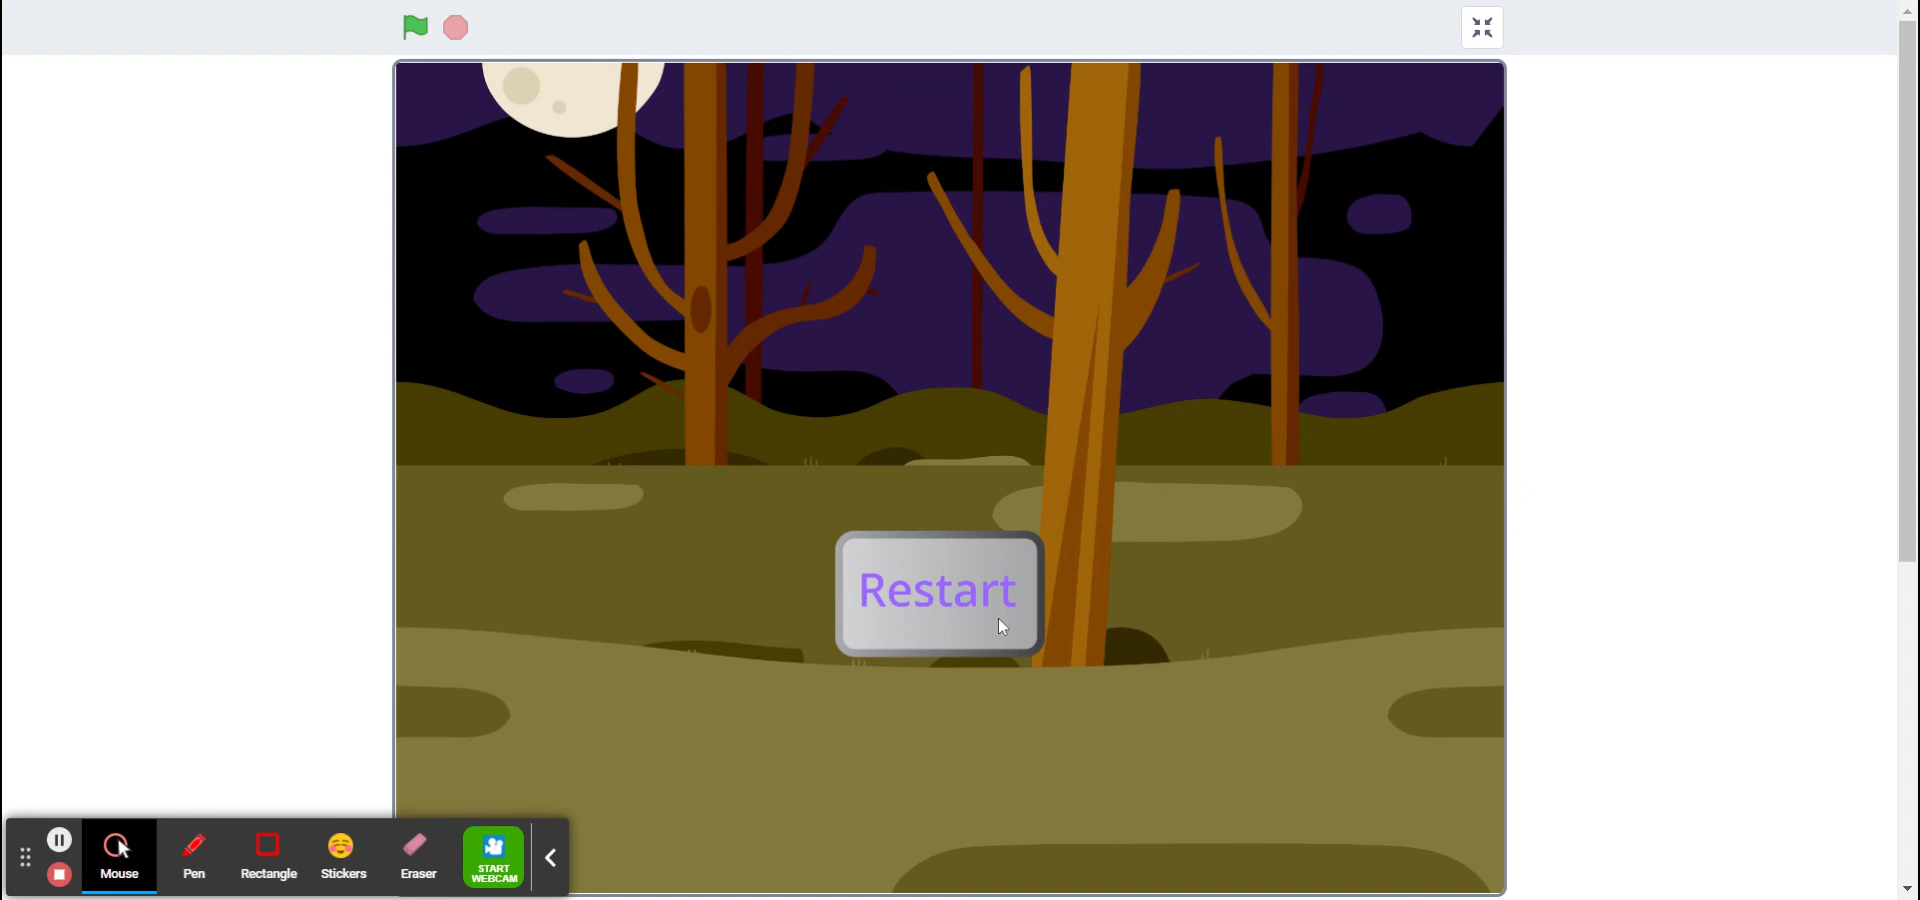 Restart
Mouse
Pen
Rectangle
Stickers
Eraser
START
WEBCAM